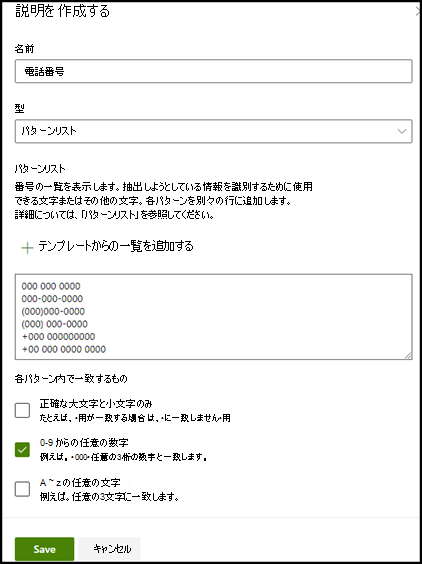 説明を作成する
名前
電話番号
型
パターンリスト
パターンリスト
番号の一覧を表示します。抽出しようとしている情報を識別するために使用
できる文字またはその他の文字。各パターンを別々の行に追加します。
詳細については、「パターンリスト」を参照してください。
テンプレートからの一覧を追加する
000 000 0000
000-000-0000
(000)000-0000
(000) 000-0000
+000 000000000
+00 000 0000 0000
各パターン内で一致するもの
正確な大文字と小文字のみ
たとえば、・用が一致する場合は、・に一致しません・用
0-9 からの任意の数字
例えば。・000・任意の3桁の数字と一致します。
A ~ z の任意の文字
例えば。任意の3文字に一致します。
Save
キャンセル